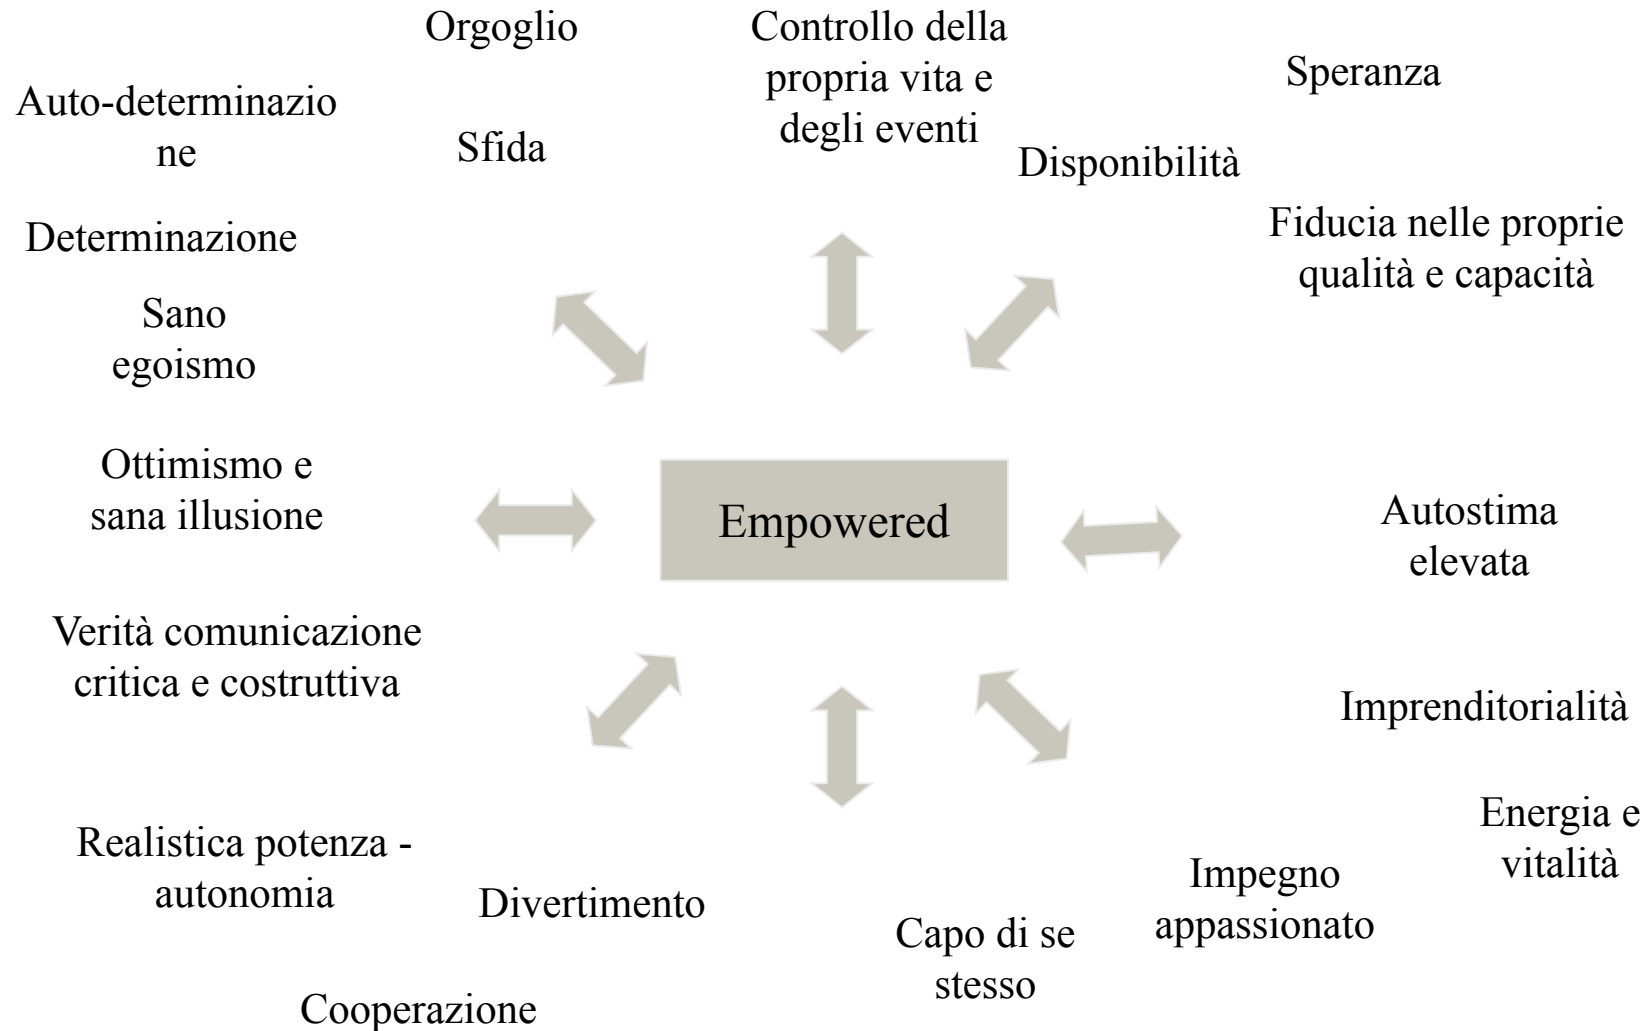 Orgoglio
Controllo della
propria vita e
degli eventi
Speranza
Auto-determinazio
ne
Sfida
Disponibilità
Determinazione
Fiducia nelle proprie
qualità e capacità
Sano
egoismo
Ottimismo e
sana illusione
Empowered
Autostima
elevata
Verità comunicazione
critica e costruttiva
Imprenditorialità
Energia e
vitalità
Realistica potenza -
autonomia
Divertimento
Impegno
appassionato
Capo di se
stesso
Cooperazione